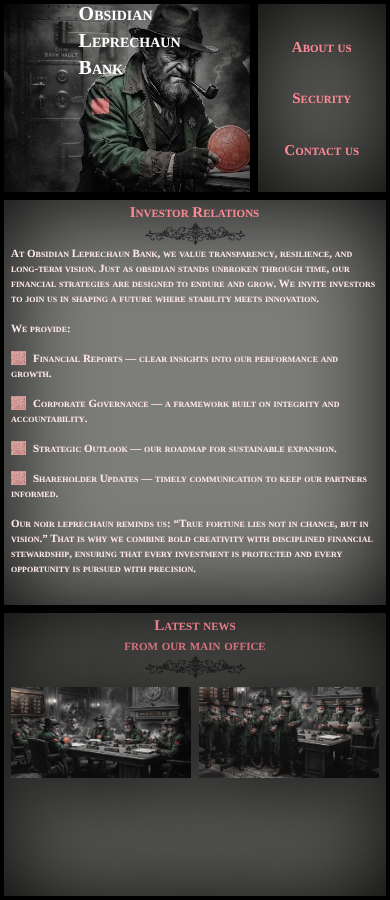 Obsidian
Leprechaun
Bank
BANK VAULT
About us
Security
Contact us
Investor Relations
At Obsidian Leprechaun Bank, we value transparency, resilience, and
long-term vision. Just as obsidian stands unbroken through time, our
financial strategies are designed to endure and grow. We invite investors
to join us in shaping a future where stability meets innovation.
We provide:
Financial Reports — clear insights into our performance and
growth.
Corporate Governance — a framework built on integrity and
accountability.
Strategic Outlook — our roadmap for sustainable expansion.
Shareholder Updates — timely communication to keep our partners
informed.
Our noir leprechaun reminds us: “True fortune lies not in chance, but in
vision.” That is why we combine bold creativity with disciplined financial
stewardship, ensuring that every investment is protected and every
opportunity is pursued with precision.
Latest news
from our main office